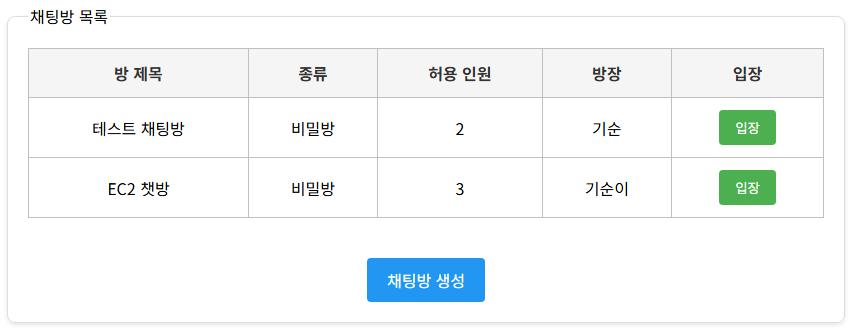 채팅방 목록
방 제목 종류 허용 인원 방장 입장
테스트 채팅방 비밀방 2 기순 입장
EC2 챗방 비밀방 3 기순이 입장
채팅방 생성